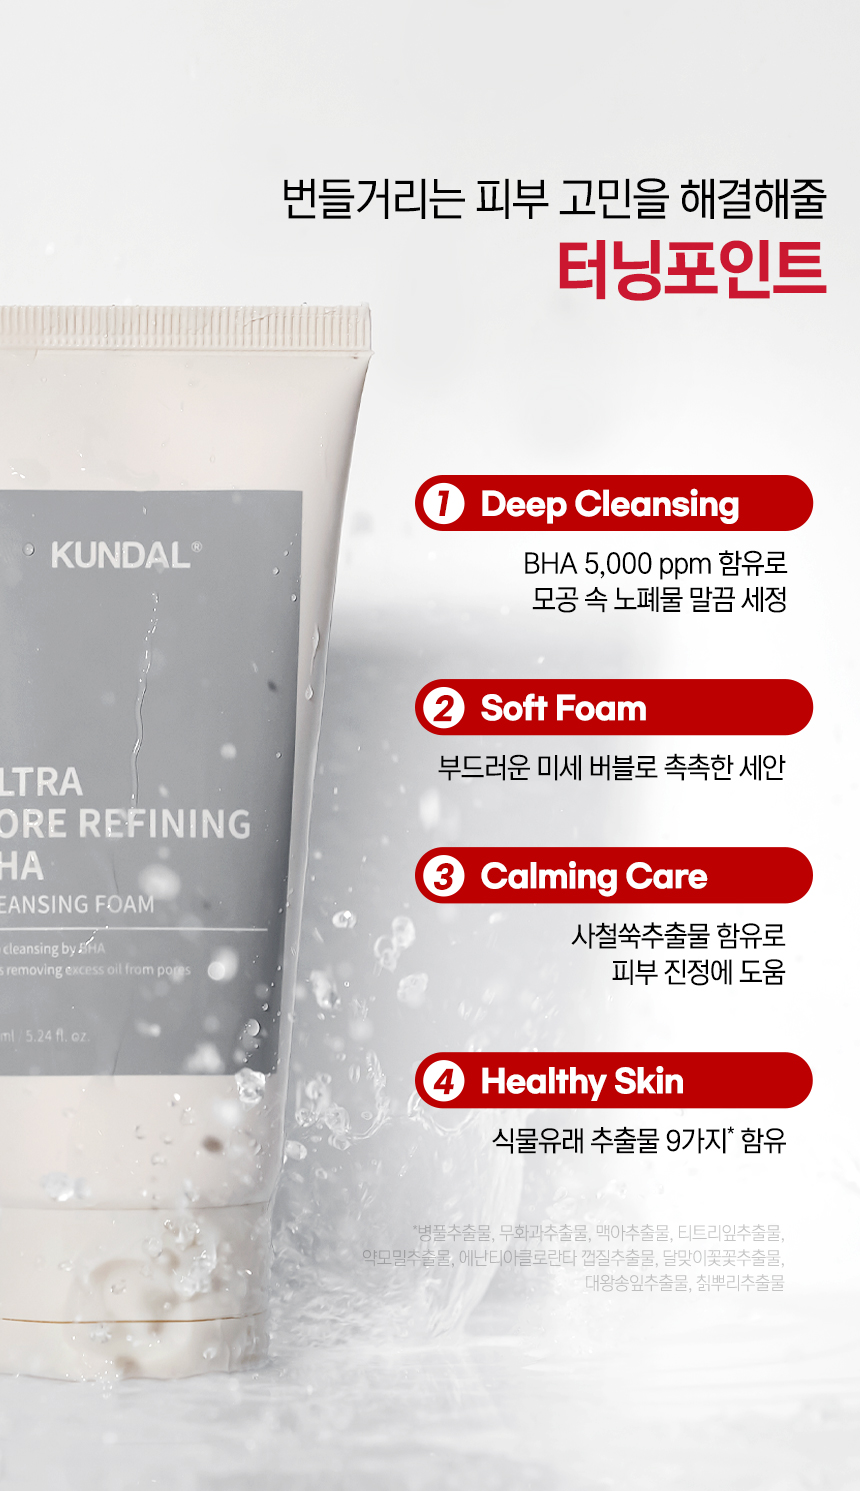 번들거리는 피부 고민을 해결해줄
터닝포인트
KUNDAL®
LTRA
ORE REFINING
HA
EANSING FOAM
cleansing by BHA
s removing excess oil from pores
ml 5.24 fl. oz.
1 Deep Cleansing
BHA 5,000 ppm 함유로
모공 속 노폐물 말끔 세정
2 Soft Foam
부드러운 미세 버블로 촉촉한 세안
3 Calming Care
사철쑥추출물 함유로
피부 진정에 도움
4 Healthy Skin
식물유래 추출물 9가지* 함유
*병풀추출물, 무화과추출물, 맥아추출물, 티트리잎추출물,
약모밀추출물, 에난티아클로란타 껍질추출물, 달맞이꽃꽃추출물,
대왕송잎추출물, 칡뿌리추출물